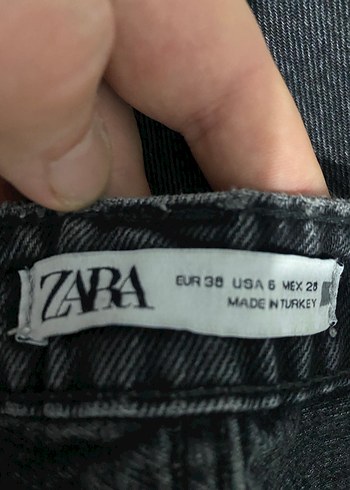 ZARA
EUR 38 USA 6 MEX 28
MADE IN TURKEY